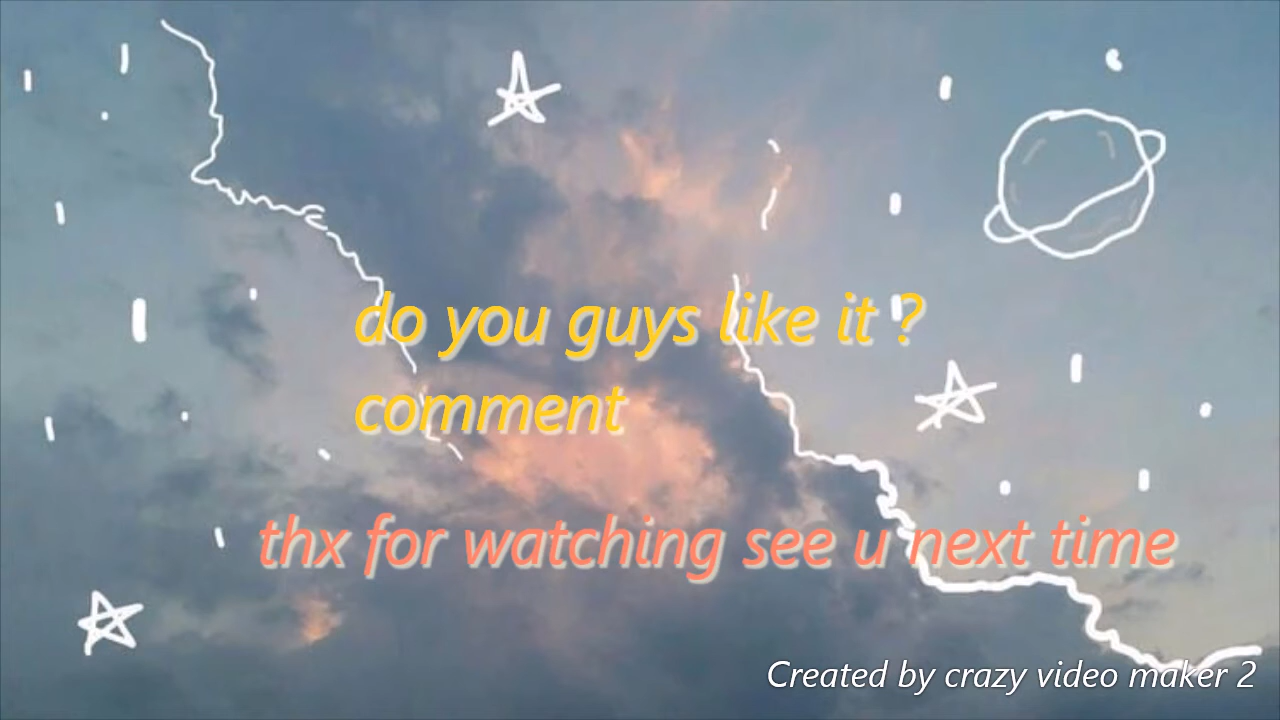 do you guys like it ?
comment
thx for watching see u next time
Created by crazy video maker 2